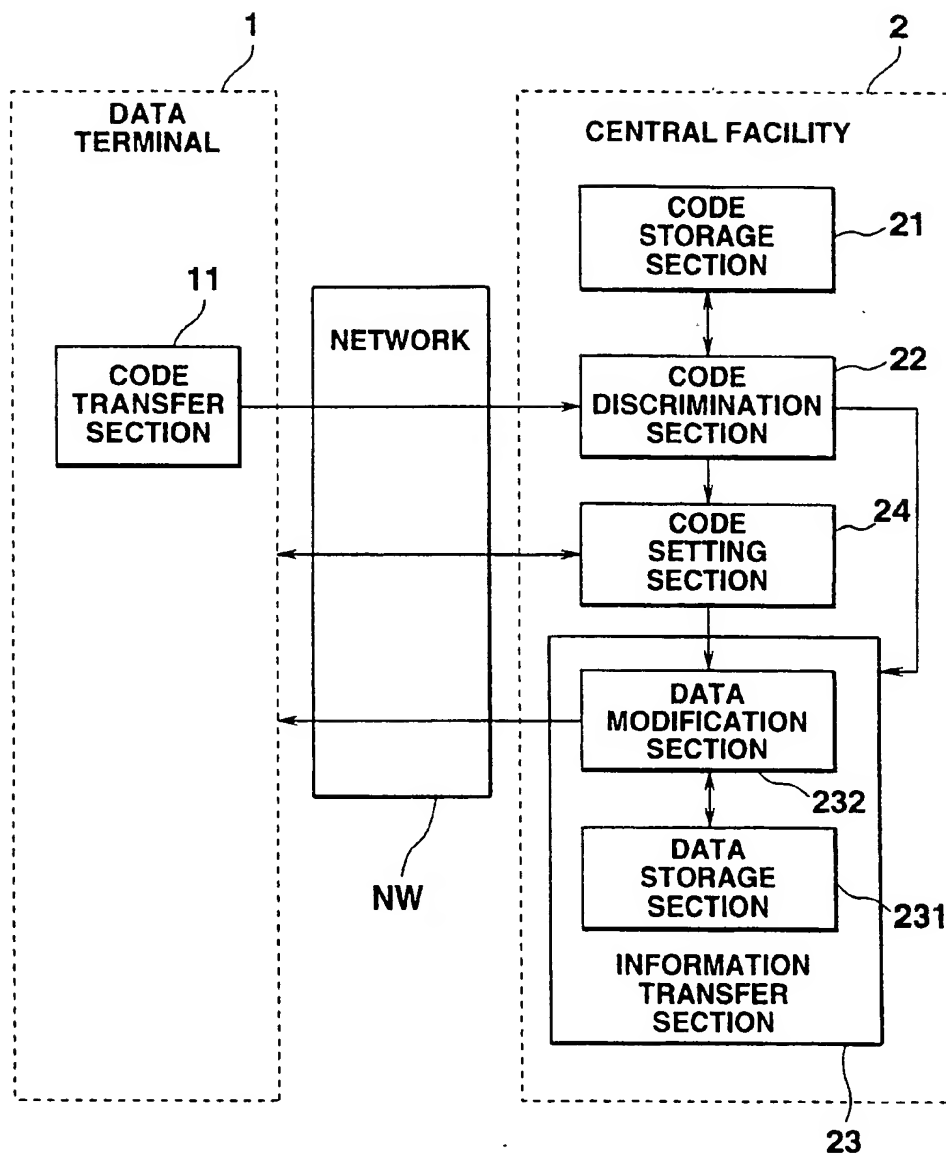 1
2
DATA
TERMINAL
CENTRAL FACILITY
CODE
STORAGE
SECTION
21
11
NETWORK
CODE
TRANSFER
SECTION
CODE
DISCRIMINATION
SECTION
22
CODE
SETTING
SECTION
24
DATA
MODIFICATION
SECTION
232
NW
DATA
STORAGE
SECTION
231
INFORMATION
TRANSFER
SECTION
23